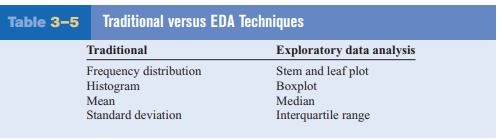 Table 3–5 Traditional versus EDA Techniques
Traditional Exploratory data analysis
Frequency distribution Stem and leaf plot
Histogram Boxplot
Mean Median
Standard deviation Interquartile range